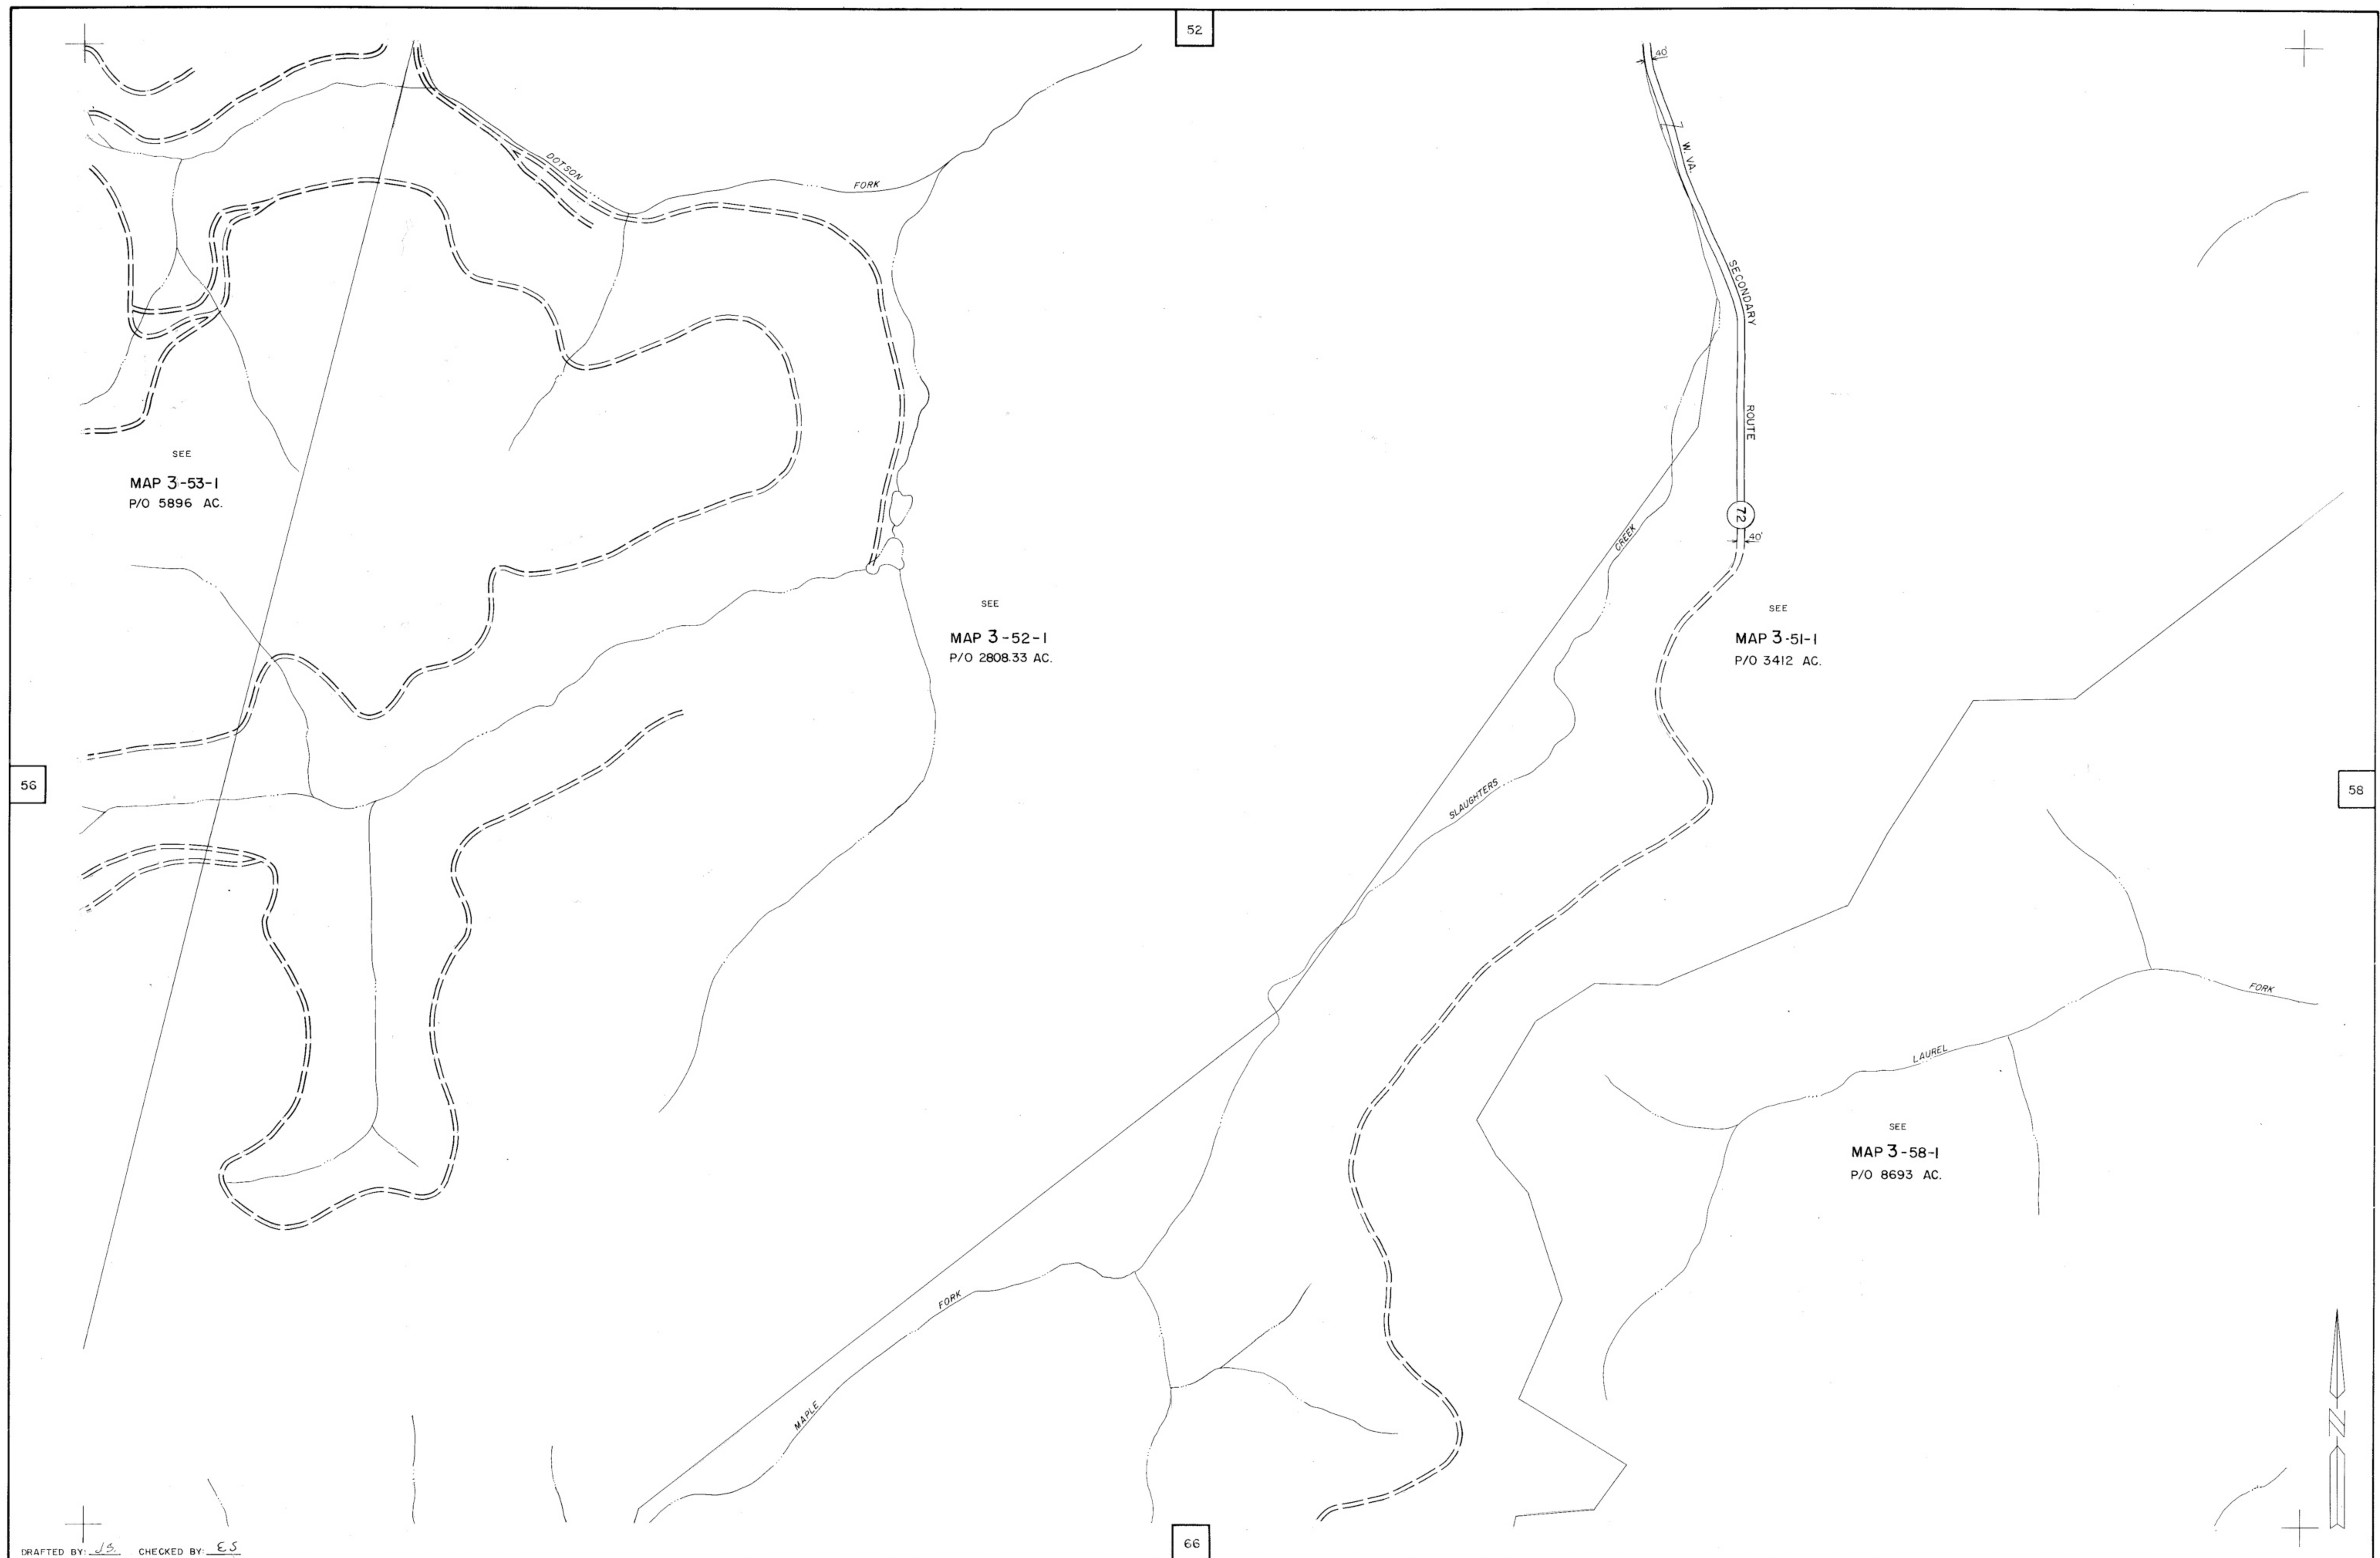 52
40'
W. VA.
DOTSON
FORK
SECONDARY
ROUTE
SEE
MAP 3-53-1
P/O 5896 AC.
72
40'
CREEK
SEE
MAP 3-52-1
P/O 2808.33 AC.
SEE
MAP 3-51-1
P/O 3412 AC.
56
58
SLAUGHTERS
FORK
LAUREL
SEE
MAP 3-58-1
P/O 8693 AC.
FORK
MAPLE
N
66
DRAFTED BY: J.S. CHECKED BY: ES